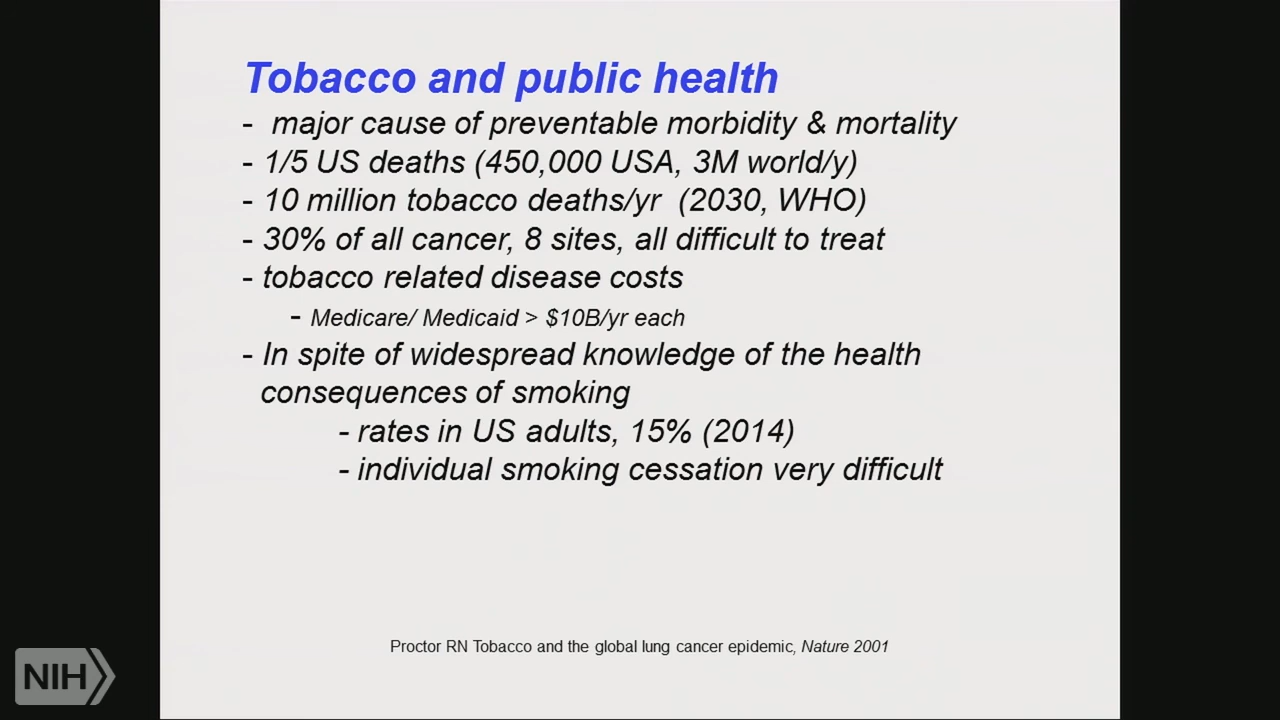 Tobacco and public health
- major cause of preventable morbidity & mortality
- 1/5 US deaths (450,000 USA, 3M world/y)
- 10 million tobacco deaths/yr (2030, WHO)
- 30% of all cancer, 8 sites, all difficult to treat
- tobacco related disease costs
- Medicare/ Medicaid > $10B/yr each
- In spite of widespread knowledge of the health
consequences of smoking
- rates in US adults, 15% (2014)
- individual smoking cessation very difficult
Proctor RN Tobacco and the global lung cancer epidemic, Nature 2001
NIH